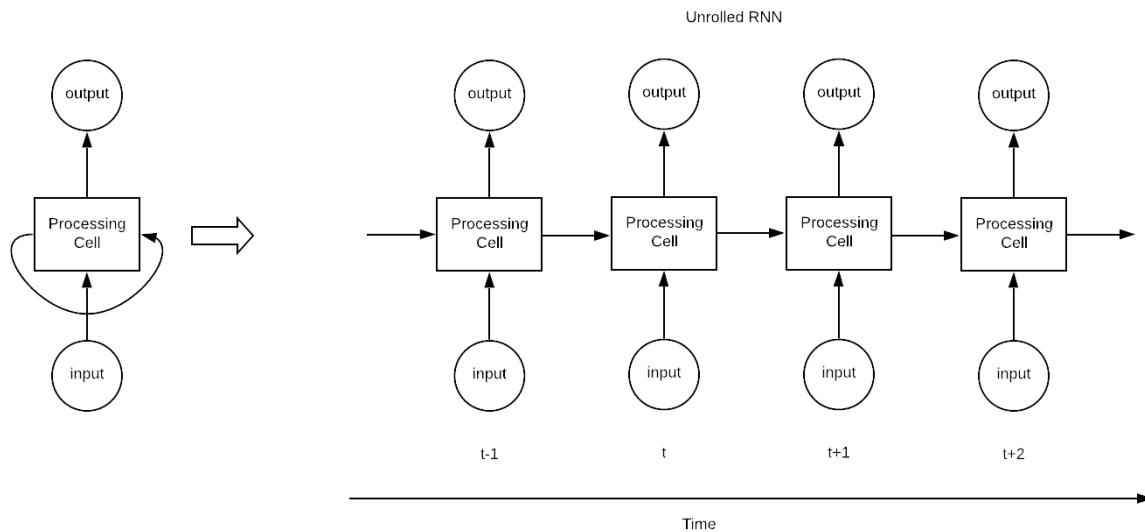 Unrolled RNN
output
output
output
output
output
Processing
Cell
Processing
Cell
Processing
Cell
Processing
Cell
Processing
Cell
input
input
input
input
input
t-1
t
t+1
t+2
Time